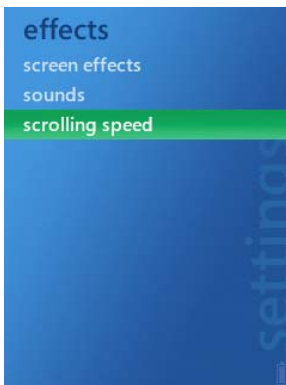 effects
screen effects
sounds
scrolling speed
settings